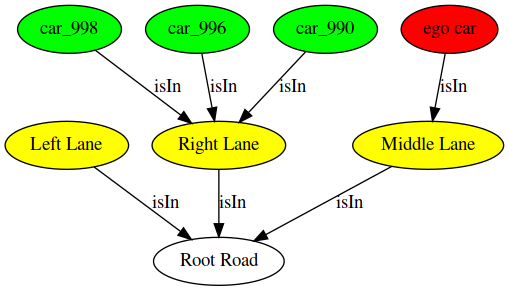 car_998
car_996
car_990
ego car
isIn
isIn
isIn
isIn
Left Lane
Right Lane
Middle Lane
isIn
isIn
isIn
Root Road